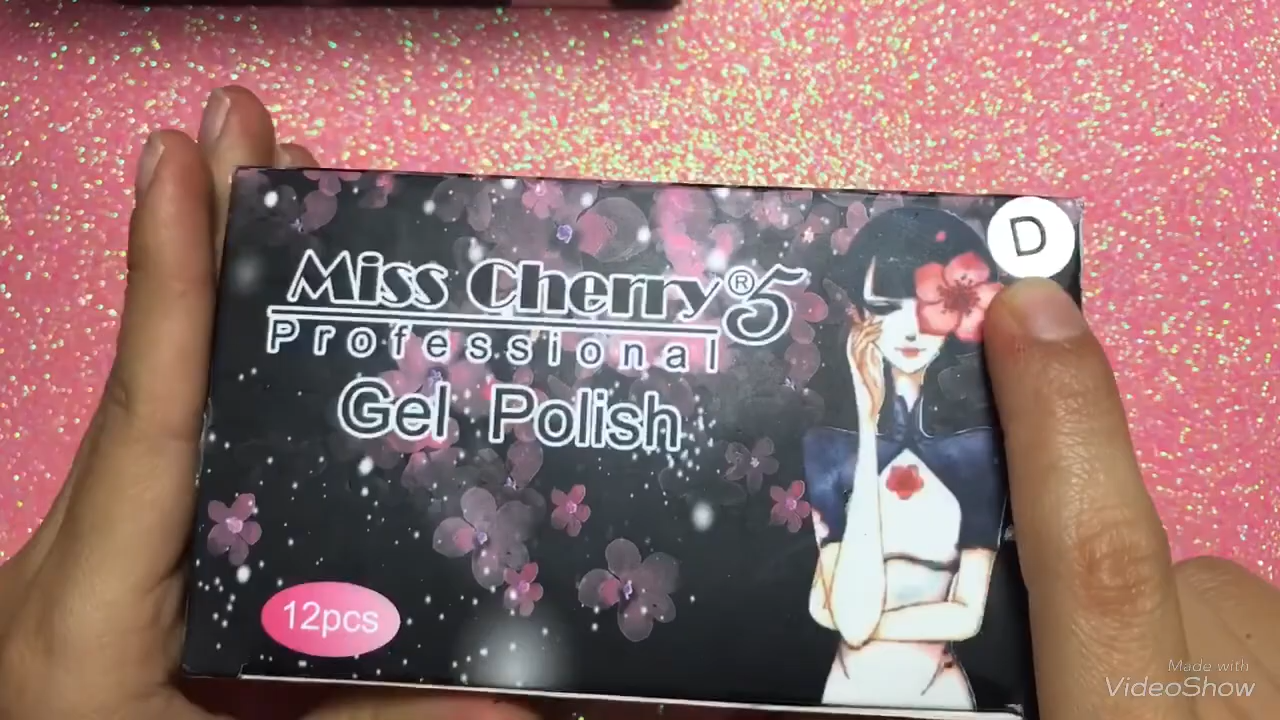 D
Miss Cherry®5
Professional
Gel Polish
12pcs
Made with
VideoShow